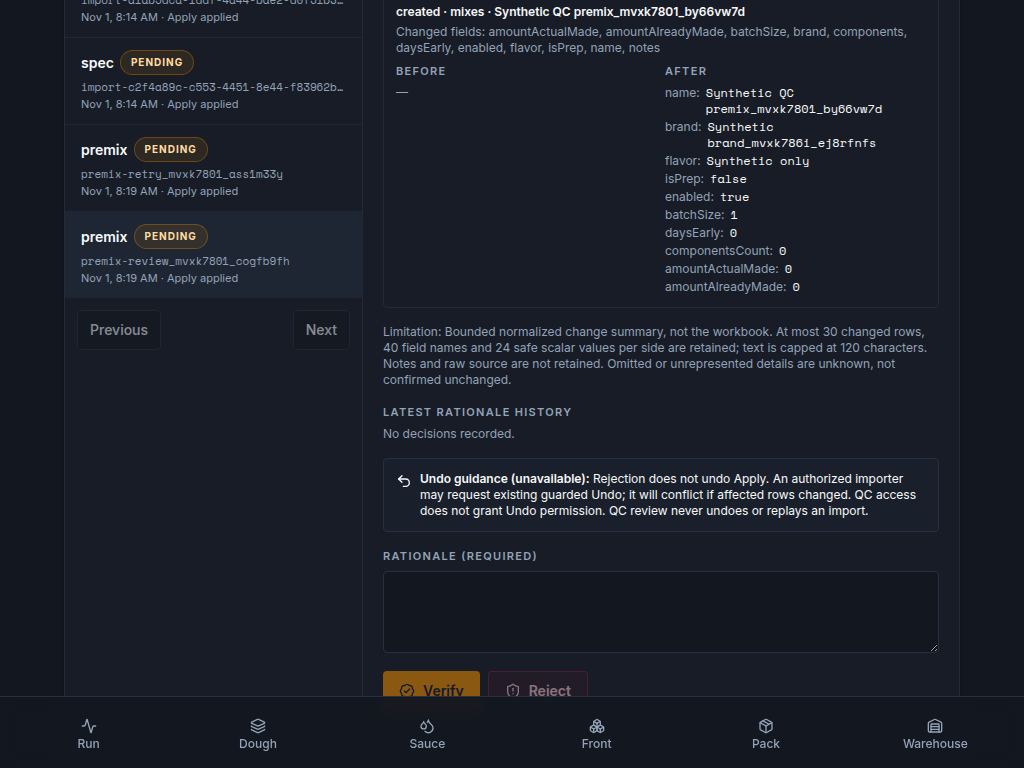 Nov 1, 8:14 AM · Apply applied
spec PENDING
import-c2f4a89c-c553-4451-8e44-f83962b…
Nov 1, 8:14 AM · Apply applied
premix PENDING
premix-retry_mvxk7801_ass1m33y
Nov 1, 8:19 AM · Apply applied
premix PENDING
premix-review_mvxk7801_cogfb9fh
Nov 1, 8:19 AM · Apply applied
Previous
Next
created · mixes · Synthetic QC premix_mvxk7801_by66vw7d
Changed fields: amountActualMade, amountAlreadyMade, batchSize, brand, components,
daysEarly, enabled, flavor, isPrep, name, notes
BEFORE
—
AFTER
name: Synthetic QC
premix_mvxk7801_by66vw7d
brand: Synthetic
brand_mvxk786i_ej8rfnfs
flavor: Synthetic only
isPrep: false
enabled: true
batchSize: 1
daysEarly: 0
componentsCount: 0
amountActualMade: 0
amountAlreadyMade: 0
Limitation: Bounded normalized change summary, not the workbook. At most 30 changed rows,
40 field names and 24 safe scalar values per side are retained; text is capped at 120 characters.
Notes and raw source are not retained. Omitted or unrepresented details are unknown, not
confirmed unchanged.
LATEST RATIONALE HISTORY
No decisions recorded.
Undo guidance (unavailable): Rejection does not undo Apply. An authorized Importer
may request existing guarded Undo; it will conflict if affected rows changed. QC access
does not grant Undo permission. QC review never undoes or replays an import.
RATIONALE (REQUIRED)
Verify
Reject
Run
Dough
Sauce
Front
Pack
Warehouse